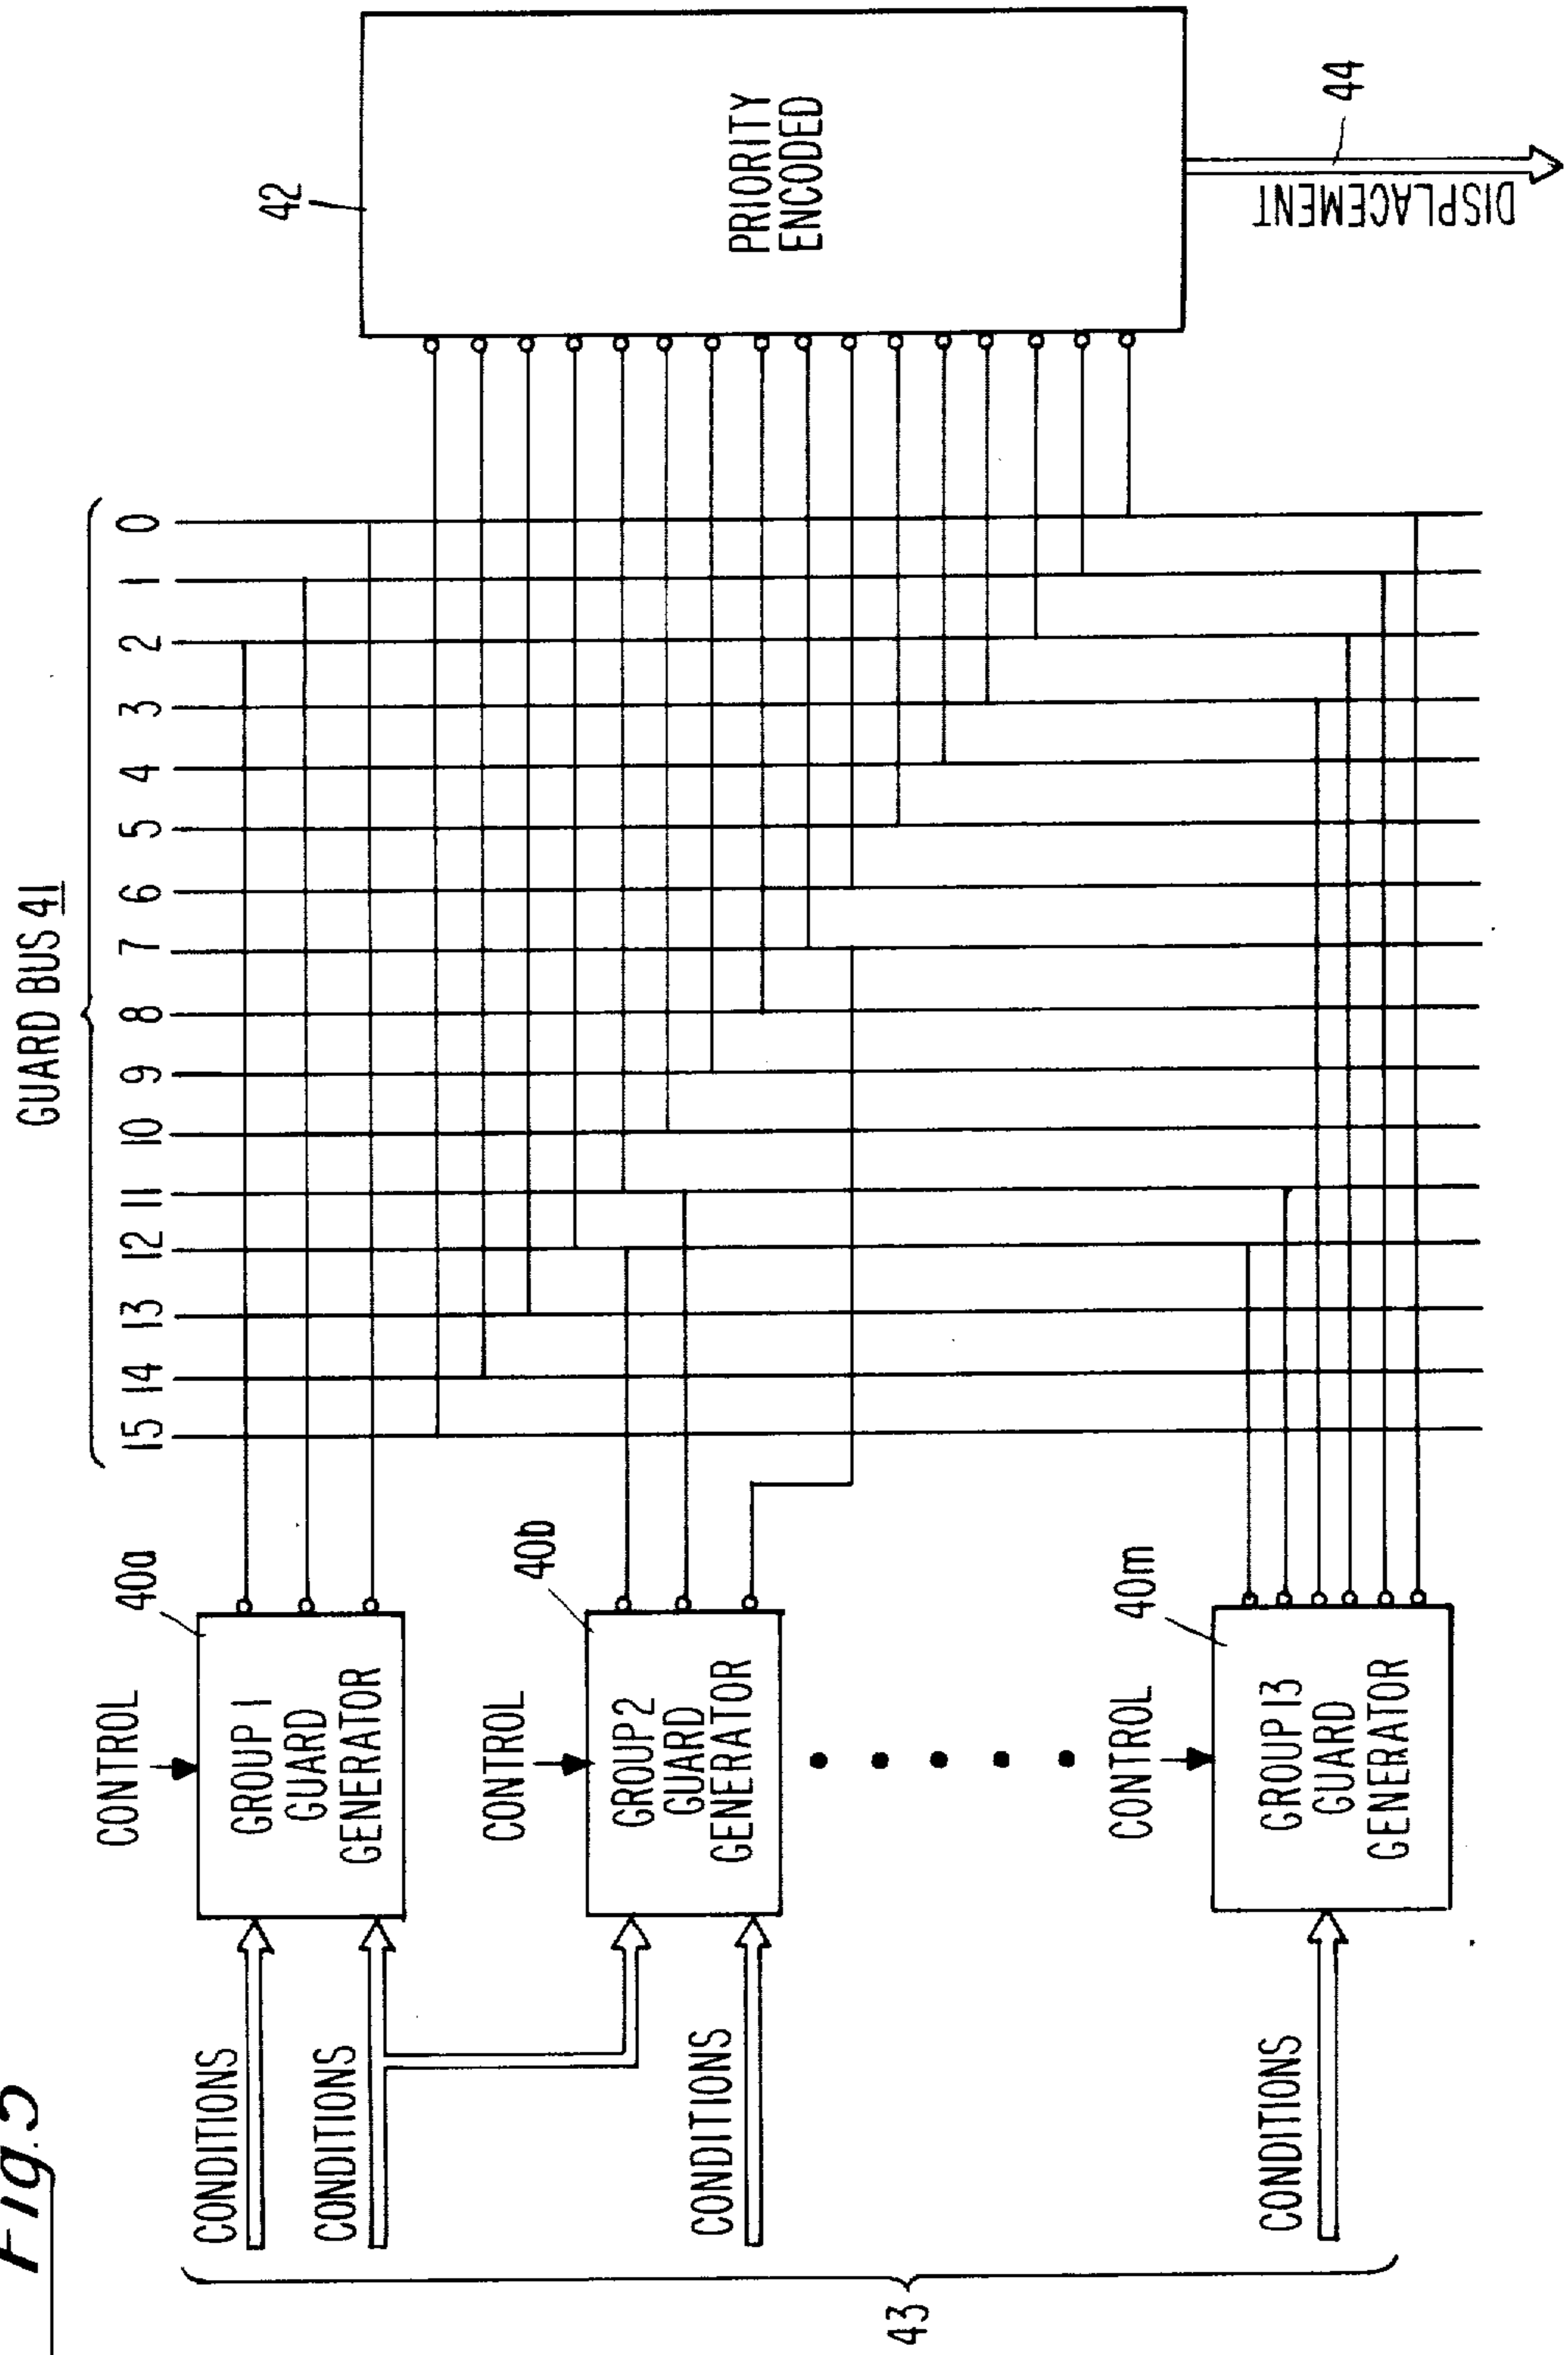 Fig. 5
GUARD BUS 41
15 14 13 12 11 10 9 8 7 6 5 4 3 2 1 0
CONDITIONS
CONDITIONS
CONDITIONS
CONDITIONS
43
CONTROL
40a
GROUP 1
GUARD
GENERATOR
CONTROL
40b
GROUP 2
GUARD
GENERATOR
CONTROL
40m
GROUP 13
GUARD
GENERATOR
42
PRIORITY
ENCODED
DISPLACEMENT
44